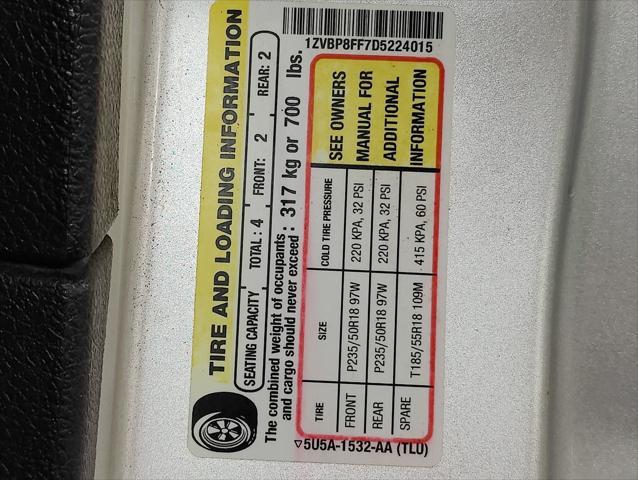 TIRE AND LOADING INFORMATION
SEATING CAPACITY TOTAL: 4 FRONT: 2 REAR: 2
The combined weight of occupants
and cargo should never exceed: 317 kg or 700 lbs.
1ZVBP8FF7D5224015
TIRE SIZE COLD TIRE PRESSURE SEE OWNERS
FRONT P235/50R18 97W 220 KPA, 32 PSI MANUAL FOR
REAR P235/50R18 97W 220 KPA, 32 PSI ADDITIONAL
SPARE T185/55R18 109M 415 KPA, 60 PSI INFORMATION
5U5A-1532-AA (TL0)